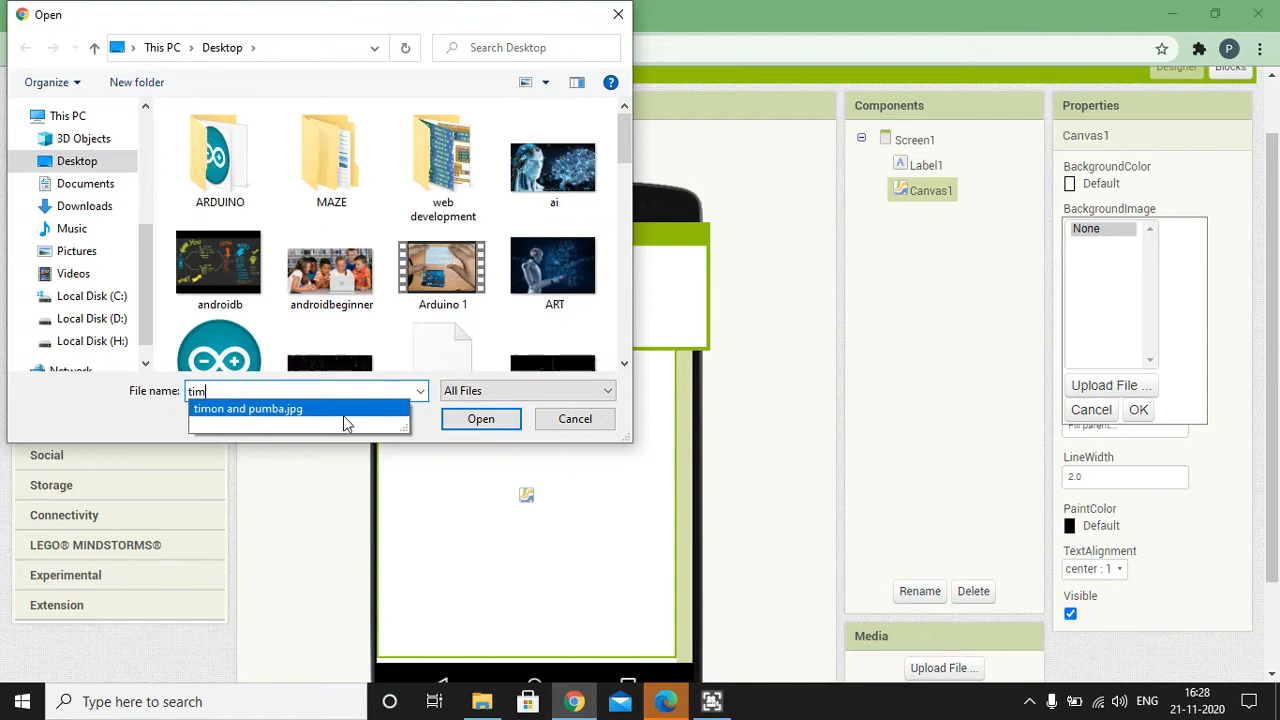 Open
This PC
Desktop
Search Desktop
Organize
New folder
This PC
3D Objects
Desktop
Documents
Downloads
Music
Pictures
Videos
Local Disk (C:)
Local Disk (D:)
Local Disk (H:)
Network
ARDUINO
MAZE
web
development
ai
androidb
androidbeginner
Arduino 1
ART
File name:
tim
All Files
timon and pumba.jpg
Open
Cancel
Social
Storage
Connectivity
LEGO® MINDSTORMS®
Experimental
Extension
P
Designer
Blocks
Components
Screen1
Label1
Canvas1
Rename
Delete
Media
Upload File ...
Properties
Canvas1
BackgroundColor
Default
BackgroundImage
None
Upload File ...
Cancel
OK
Fill parent...
LineWidth
2.0
PaintColor
Default
TextAlignment
center : 1
Visible
Type here to search
ENG
16:28
21-11-2020